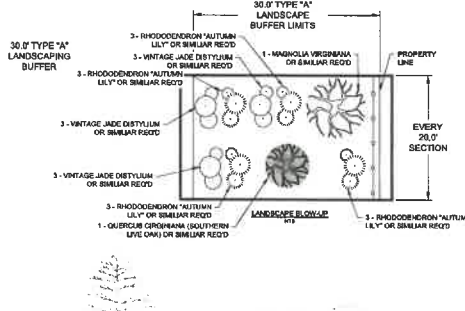 30.0' TYPE "A"
LANDSCAPE
BUFFER LIMITS
30.0' TYPE "A"
LANDSCAPING
BUFFER
3 - RHODODENDRON "AUTUMN
LILY" OR SIMILIAR REQ'D
3 - VINTAGE JADE DISTYLIUM
OR SIMILIAR REQ'D
3 - RHODODENDRON "AUTUMN
LILY" OR SIMILIAR REQ'D
1 - MAGNOLIA VIRGINIANA
OR SIMILIAR REQ'D
PROPERTY
LINE
3 - VINTAGE JADE DISTYLIUM
OR SIMILIAR REQ'D
EVERY
20.0'
SECTION
3 - VINTAGE JADE DISTYLIUM
OR SIMILIAR REQ'D
3 - RHODODENDRON "AUTUMN
LILY" OR SIMILIAR REQ'D
1 - QUERCUS CIRGINIANA (SOUTHERN
LIVE OAK) OR SIMILIAR REQ'D
LANDSCAPE BLOW-UP
NTS
3 - RHODODENDRON "AUTUMN
LILY" OR SIMILIAR REQ'D